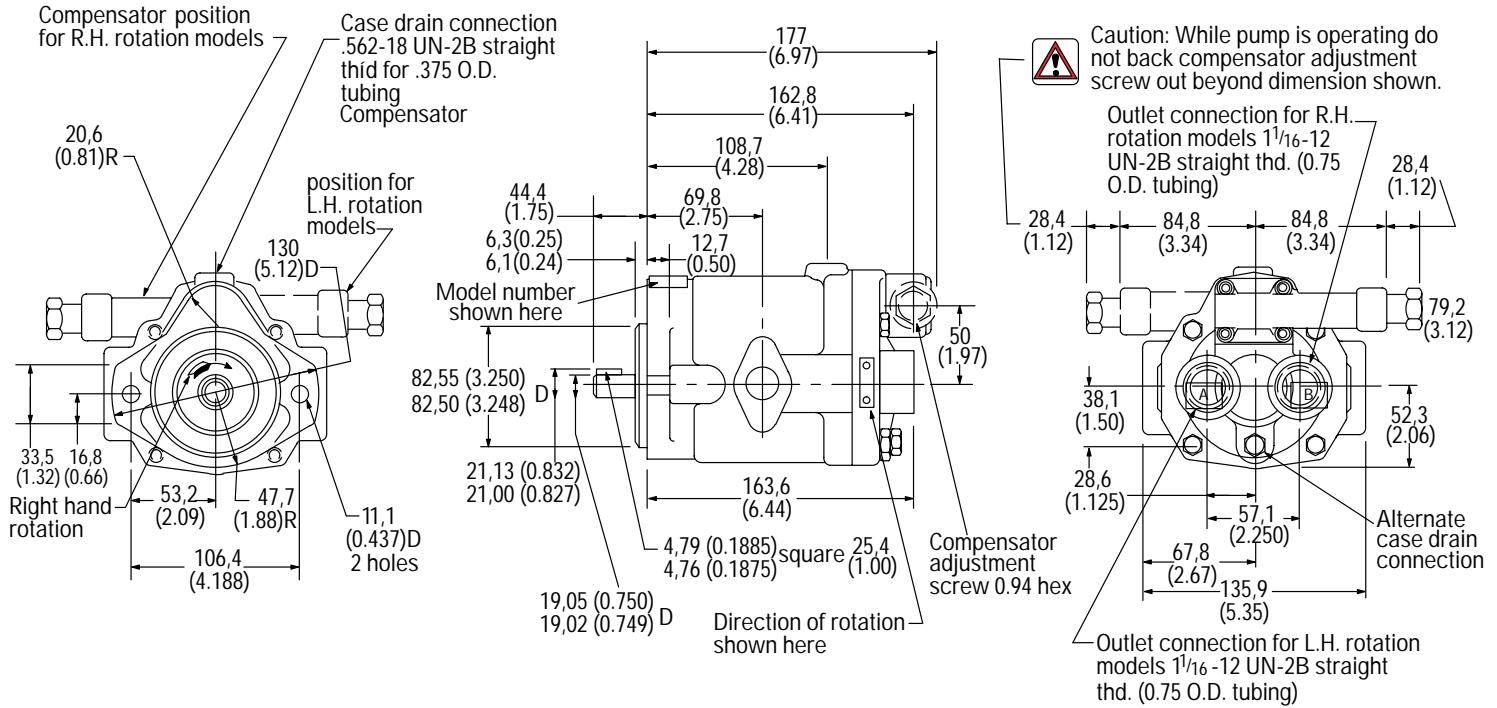 Compensator position
for R.H. rotation models
Case drain connection
.562-18 UN-2B straight
thíd for .375 O.D.
tubing
Compensator
20,6
(0.81)R
position for
L.H. rotation
models
130
(5.12)D
33,5
(1.32)
16,8
(0.66)
Right hand
rotation
53,2
(2.09)
47,7
(1.88)R
11,1
(0.437)D
2 holes
106,4
(4.188)
177
(6.97)
162,8
(6.41)
108,7
(4.28)
44,4
(1.75)
69,8
(2.75)
6,3(0.25)
6,1(0.24)
12,7
(0.50)
Model number
shown here
82,55 (3.250)
82,50 (3.248)
D
50
(1.97)
21,13 (0.832)
21,00 (0.827)
163,6
(6.44)
4,79 (0.1885)
4,76 (0.1875)
square
25,4
(1.00)
19,05 (0.750)
19,02 (0.749)
D
Direction of rotation
shown here
Compensator
adjustment
screw 0.94 hex
Caution: While pump is operating do
not back compensator adjustment
screw out beyond dimension shown.
Outlet connection for R.H.
rotation models 1 1/16-12
UN-2B straight thd. (0.75
O.D. tubing)
28,4
(1.12)
28,4
(1.12)
84,8
(3.34)
84,8
(3.34)
79,2
(3.12)
A
B
38,1
(1.50)
52,3
(2.06)
28,6
(1.125)
57,1
(2.250)
67,8
(2.67)
135,9
(5.35)
Alternate
case drain
connection
Outlet connection for L.H. rotation
models 1 1/16 -12 UN-2B straight
thd. (0.75 O.D. tubing)